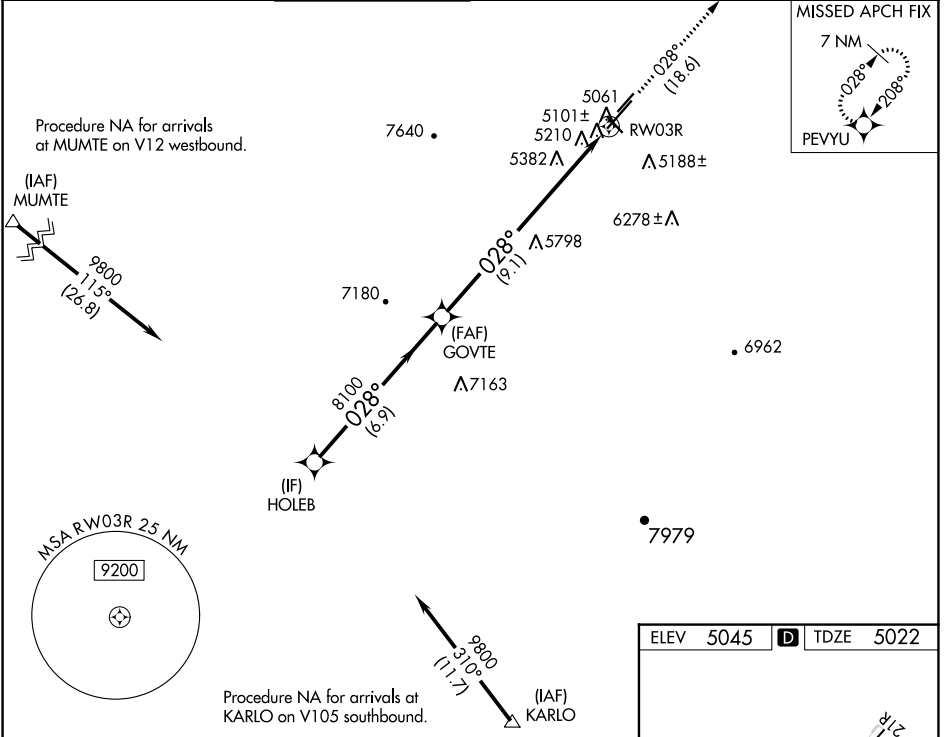 MISSED APCH FIX
7 NM
028°
208°
PEVYU
028°
(18.6)
5061
5101±
5210
RW03R
5382
5188±
7640
Procedure NA for arrivals
at MUMTE on V12 westbound.
(IAF)
MUMTE
9800
115°
(26.8)
6278±
5798
028°
(9.1)
7180
(FAF)
GOVTE
6962
7163
8100
028°
(6.9)
(IF)
HOLEB
7979
MSA RW03R 25 NM
9200
9800
310°
(11.7)
(IAF)
KARLO
Procedure NA for arrivals at
KARLO on V105 southbound.
ELEV 5045 D TDZE 5022
21R